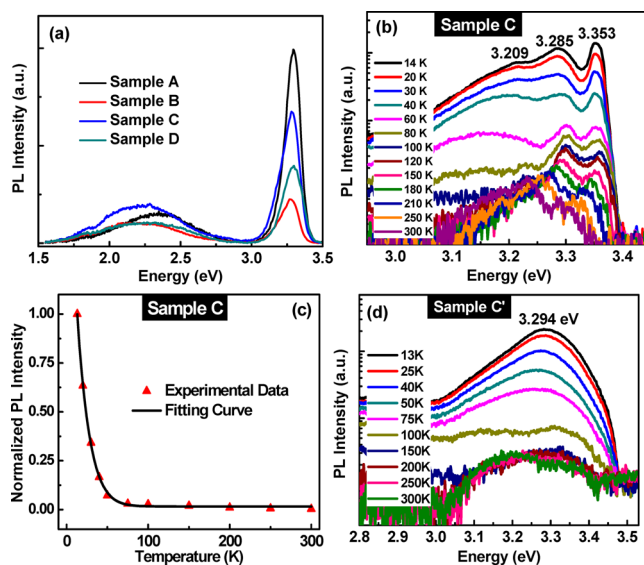 (a)
Sample A
Sample B
Sample C
Sample D
PL Intensity (a.u.)
1.5 2.0 2.5 3.0 3.5
Energy (eV)
(b)
Sample C
3.209 3.285 3.353
14 K
20 K
30 K
40 K
60 K
80 K
100 K
120 K
150 K
180 K
210 K
250 K
300 K
PL Intensity (a.u.)
3.0 3.1 3.2 3.3 3.4
Energy (eV)
Sample C
(c)
Experimental Data
Fitting Curve
Normalized PL Intensity
1.00
0.75
0.50
0.25
0.00
0 50 100 150 200 250 300
Temperature (K)
(d)
Sample C'
3.294 eV
13K
25K
40K
50K
75K
100K
150K
200K
250K
300K
PL Intensity (a.u.)
2.8 2.9 3.0 3.1 3.2 3.3 3.4 3.5
Energy (eV)